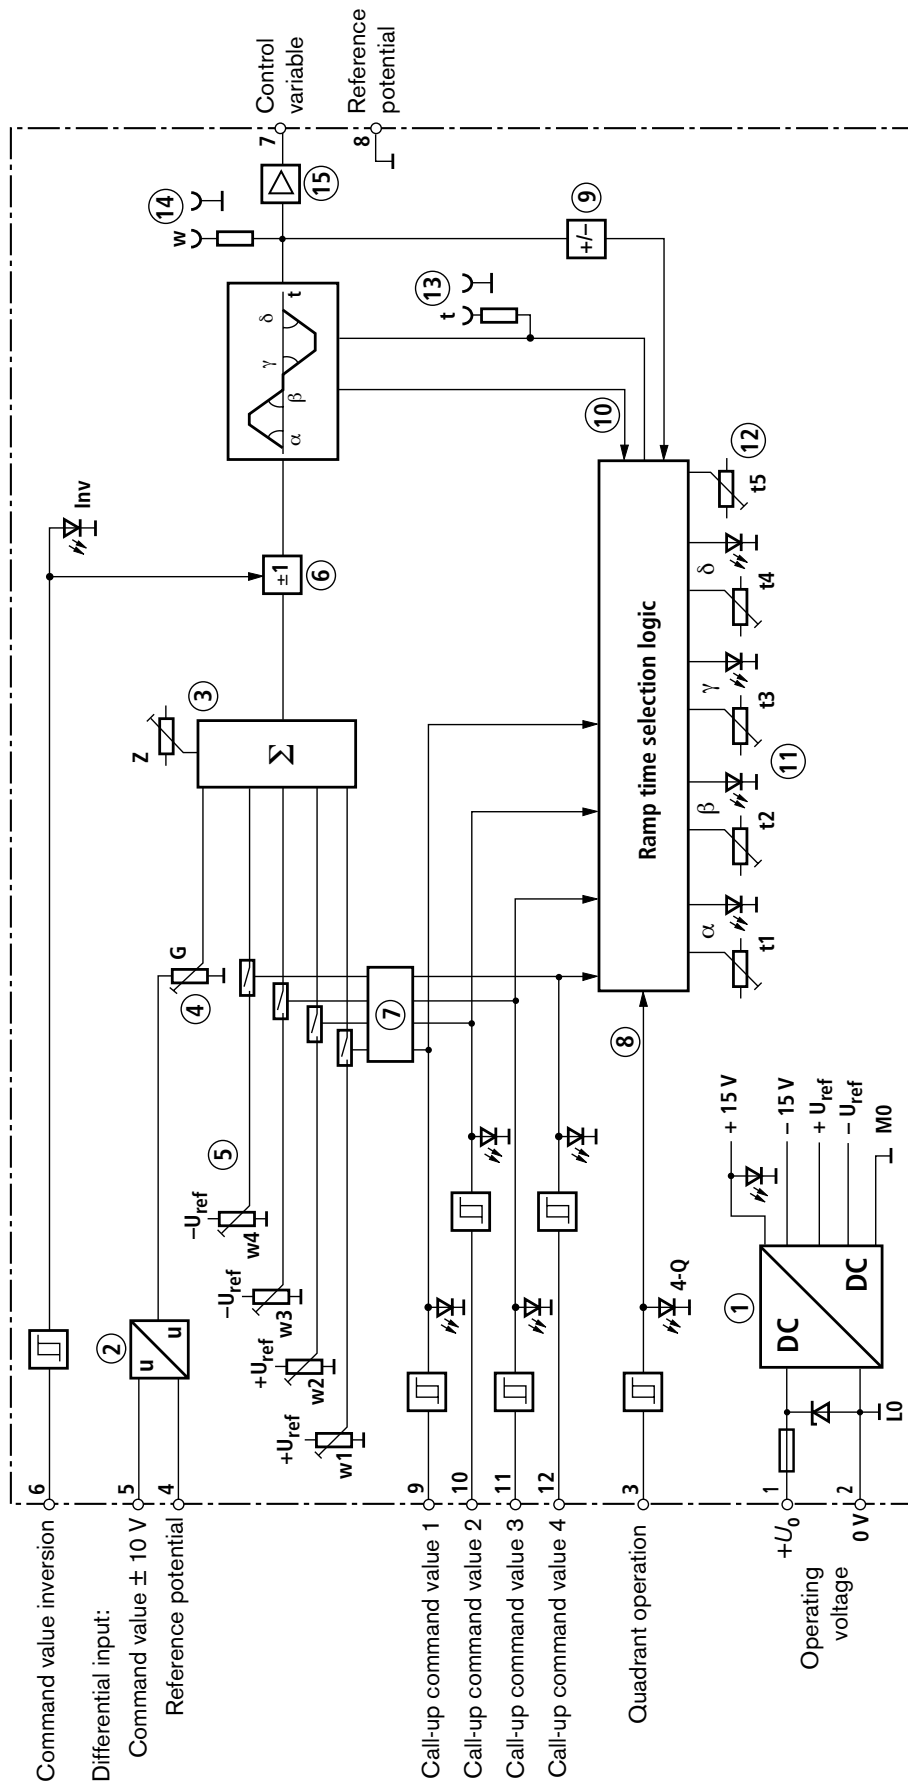 Command value inversion
6
Inv
Differential input:
Command value ± 10 V
5
Reference potential
4
u
u
2
G
4
Z
3
Σ
±1
6
α
β
γ
δ
t
w
14
15
7
Control
variable
8
Reference
potential
5
–Uref
w4
–Uref
w3
+Uref
w2
+Uref
w1
7
t
13
+/–
9
Call-up command value 1
9
Call-up command value 2
10
Call-up command value 3
11
Call-up command value 4
12
Quadrant operation
3
4-Q
8
10
Ramp time selection logic
α
β
γ
δ
t1
t2
t3
t4
t5
11
12
Operating
voltage
+U0
1
0 V
2
L0
1
DC
DC
+ 15 V
– 15 V
+ Uref
– Uref
M0